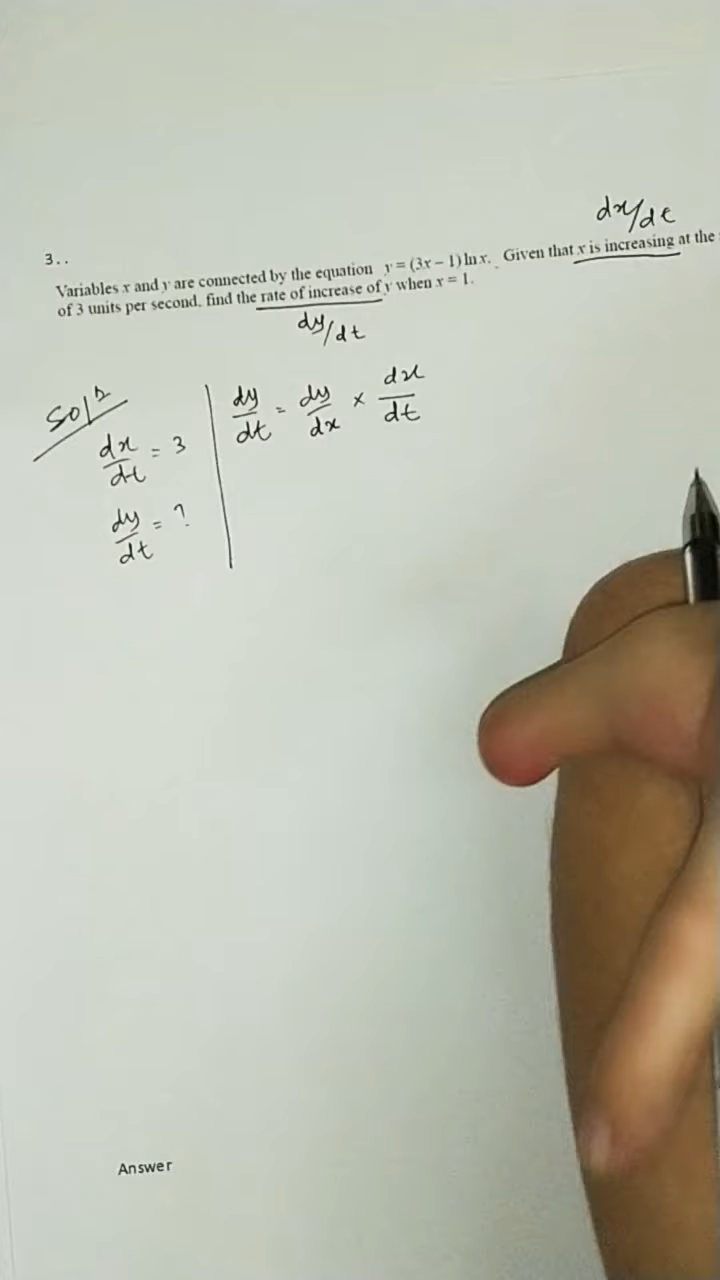 dx/dt
3..
Variables x and y are connected by the equation y = (3x − 1) ln x. Given that x is increasing at the
of 3 units per second, find the rate of increase of y when x = 1.
dy/dt
Solⁿ
dx/dt = 3
dy/dt = ?
dy/dt = dy/dx × dx/dt
Answer